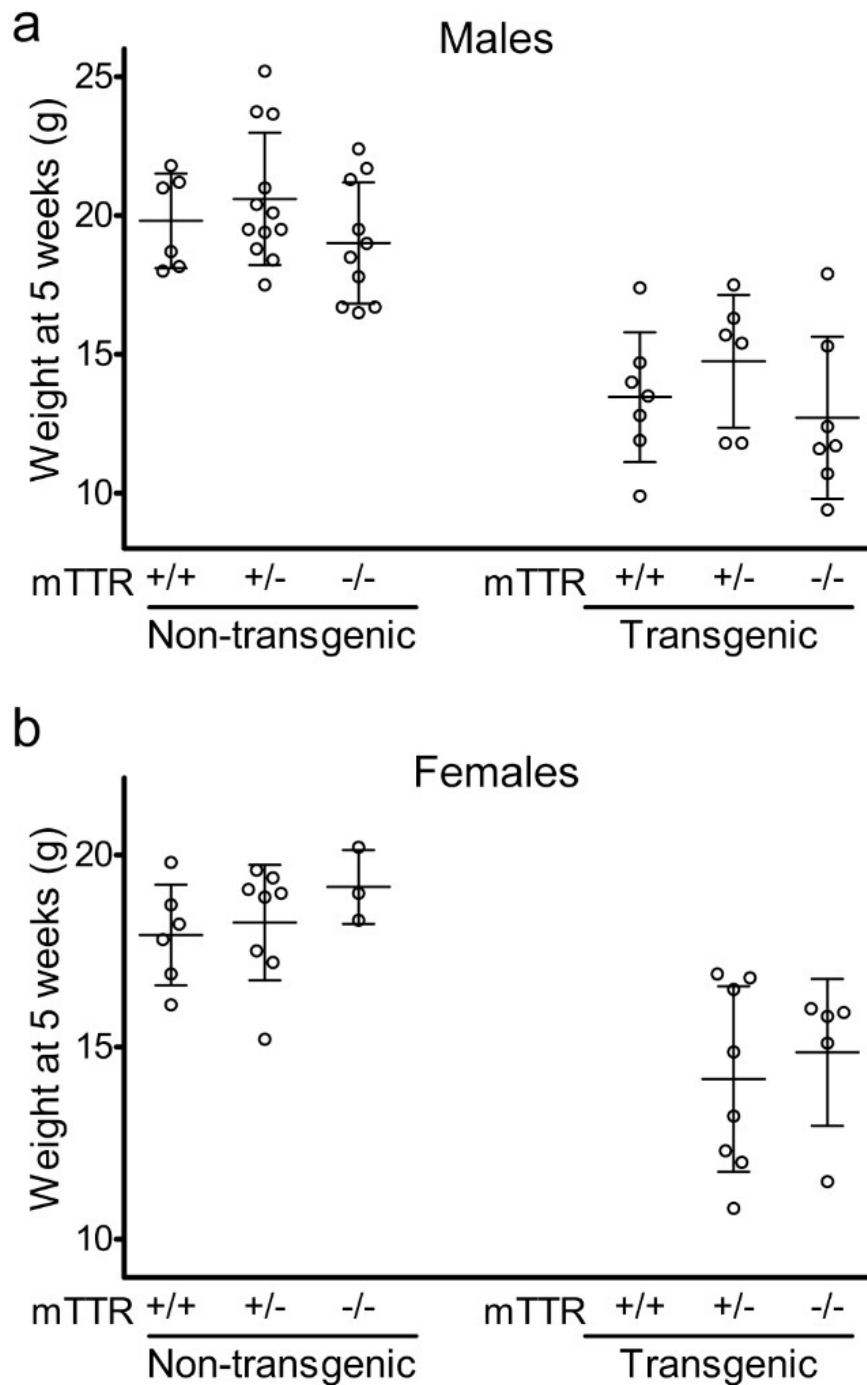 a
Males
Weight at 5 weeks (g)
25
20
15
10
mTTR +/+ +/- -/- mTTR +/+ +/- -/-
Non-transgenic Transgenic
b
Females
Weight at 5 weeks (g)
20
15
10
mTTR +/+ +/- -/- mTTR +/+ +/- -/-
Non-transgenic Transgenic